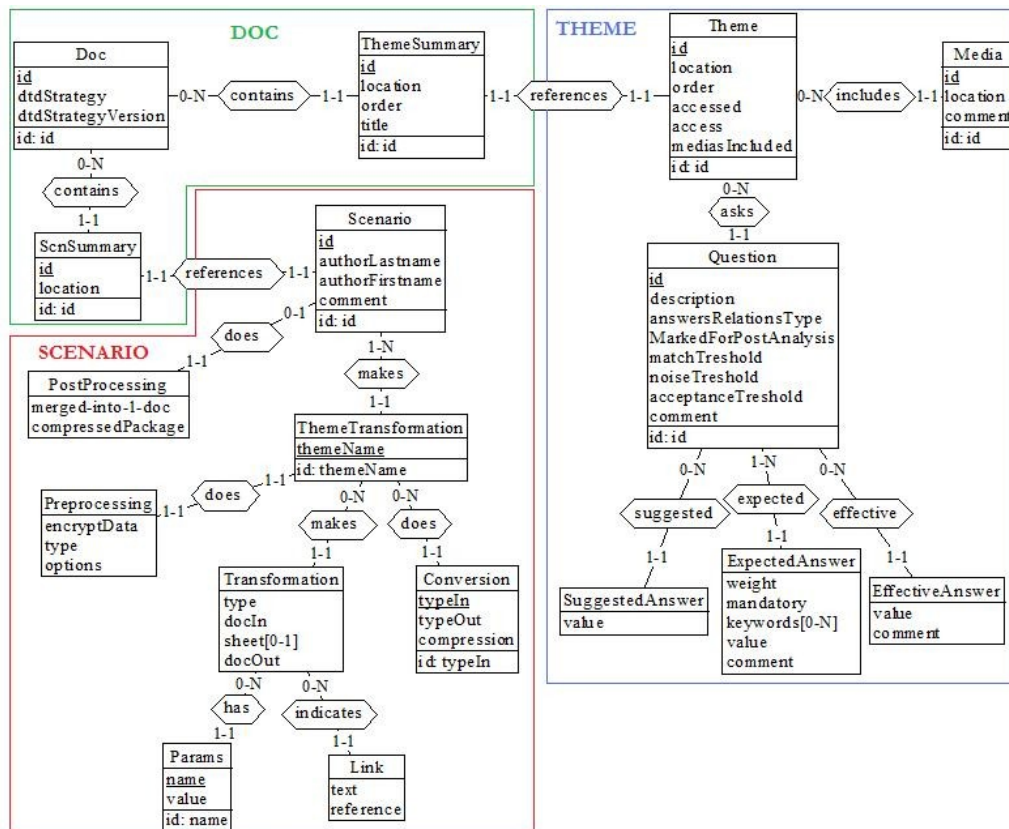 DOC
Doc
id
dtdStrategy
dtdStrategyVersion
id: id
0-N
contains
1-1
ThemeSummary
id
location
order
title
id: id
0-N
contains
1-1
ScnSummary
id
location
id: id
1-1
references
1-1
THEME
Theme
id
location
order
accessed
access
mediasIncluded
id: id
0-N
includes
1-1
Media
id
location
comment
id: id
0-N
asks
1-1
Question
id
description
answersRelationsType
MarkedForPostAnalysis
matchTreshold
noiseTreshold
acceptanceTreshold
comment
id: id
0-N
suggested
1-1
SuggestedAnswer
value
1-N
expected
1-1
ExpectedAnswer
weight
mandatory
keywords[0-N]
value
comment
0-N
effective
1-1
EffectiveAnswer
value
comment
1-1
references
1-1
Scenario
id
authorLastname
authorFirstname
comment
id: id
SCENARIO
0-1
does
1-1
PostProcessing
merged-into-1-doc
compressedPackage
1-N
makes
1-1
ThemeTransformation
themeName
id: themeName
1-1
does
1-1
Preprocessing
encryptData
type
options
0-N
makes
1-1
Transformation
type
docIn
sheet[0-1]
docOut
0-N
does
1-1
Conversion
typeIn
typeOut
compression
id: typeIn
0-N
has
1-1
Params
name
value
id: name
0-N
indicates
1-1
Link
text
reference